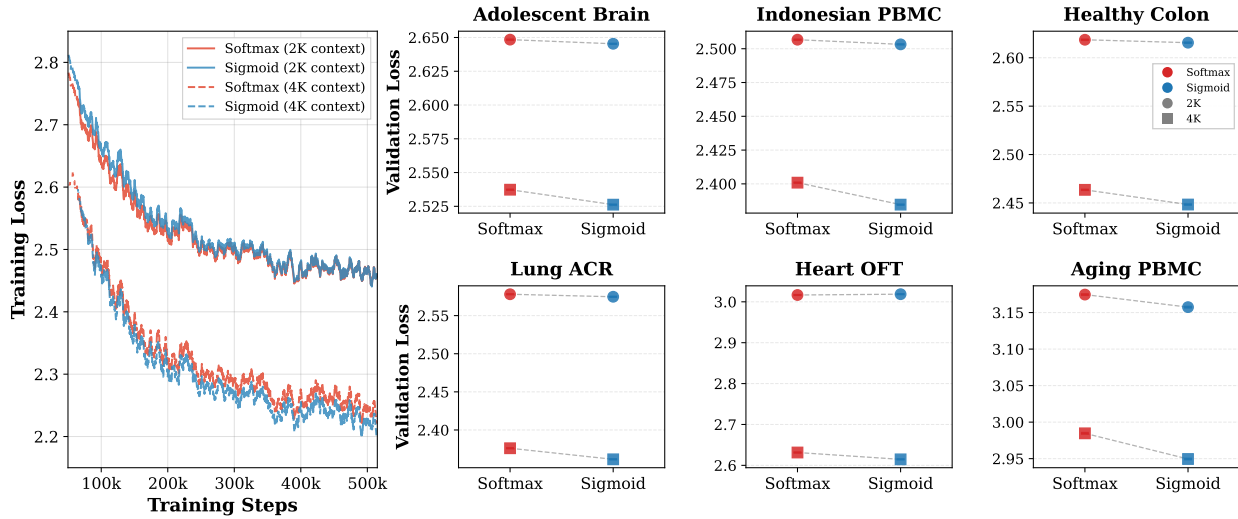 Training Loss
2.8
2.7
2.6
2.5
2.4
2.3
2.2
Softmax (2K context)
Sigmoid (2K context)
Softmax (4K context)
Sigmoid (4K context)
100k 200k 300k 400k 500k
Training Steps
Adolescent Brain
Validation Loss
2.650
2.625
2.600
2.575
2.550
2.525
Softmax Sigmoid
Indonesian PBMC
2.500
2.475
2.450
2.425
2.400
Softmax Sigmoid
Healthy Colon
2.60
2.55
2.50
2.45
Softmax
Sigmoid
2K
4K
Softmax Sigmoid
Lung ACR
Validation Loss
2.55
2.50
2.45
2.40
Softmax Sigmoid
Heart OFT
3.0
2.9
2.8
2.7
2.6
Softmax Sigmoid
Aging PBMC
3.15
3.10
3.05
3.00
2.95
Softmax Sigmoid